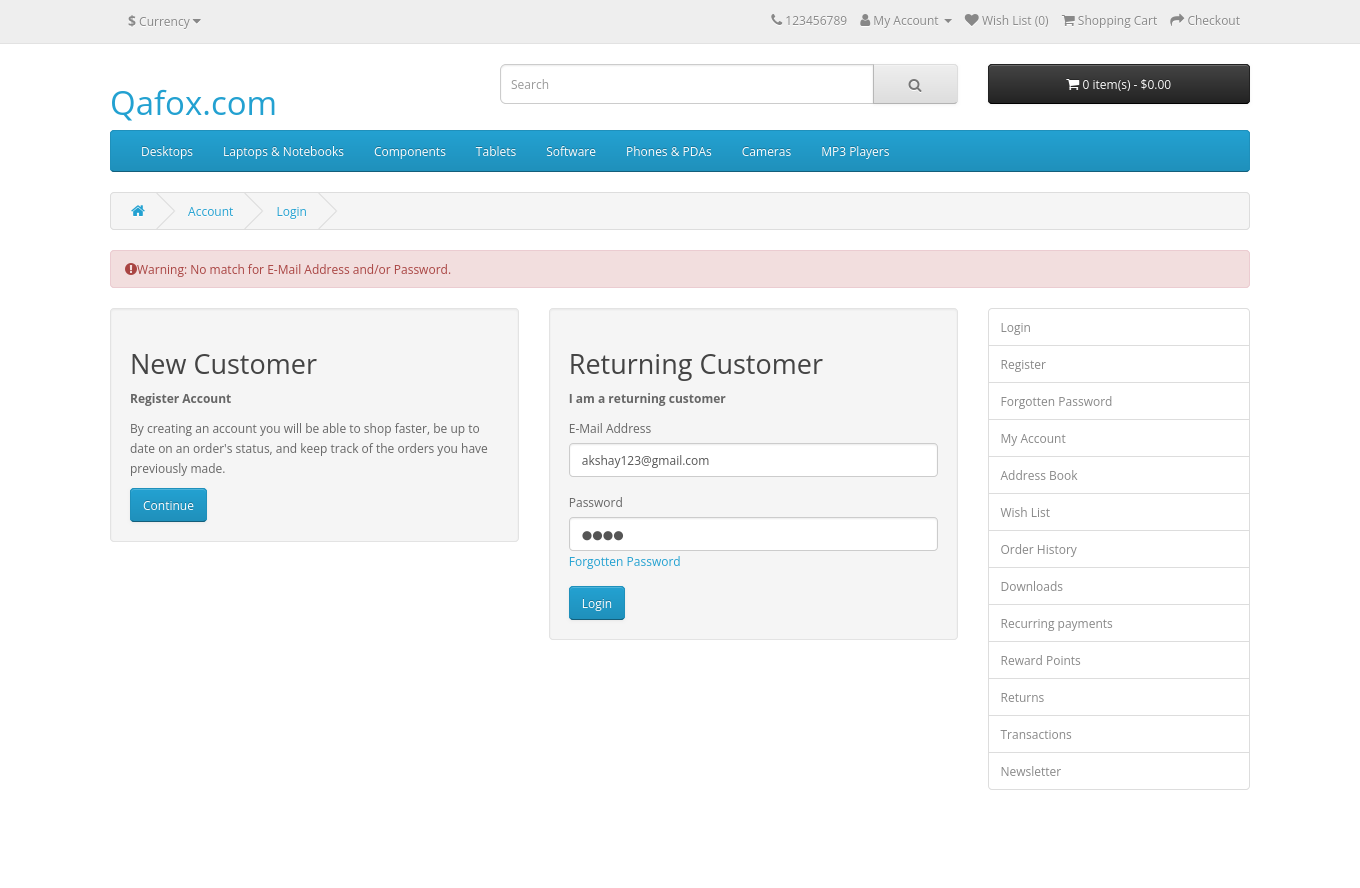 $ Currency
123456789 My Account Wish List (0) Shopping Cart Checkout
Qafox.com
Search
0 item(s) - $0.00
Desktops Laptops & Notebooks Components Tablets Software Phones & PDAs Cameras MP3 Players
Account Login
Warning: No match for E-Mail Address and/or Password.
New Customer
Register Account
By creating an account you will be able to shop faster, be up to
date on an order's status, and keep track of the orders you have
previously made.
Continue
Returning Customer
I am a returning customer
E-Mail Address
akshay123@gmail.com
Password
●●●●
Forgotten Password
Login
Login
Register
Forgotten Password
My Account
Address Book
Wish List
Order History
Downloads
Recurring payments
Reward Points
Returns
Transactions
Newsletter